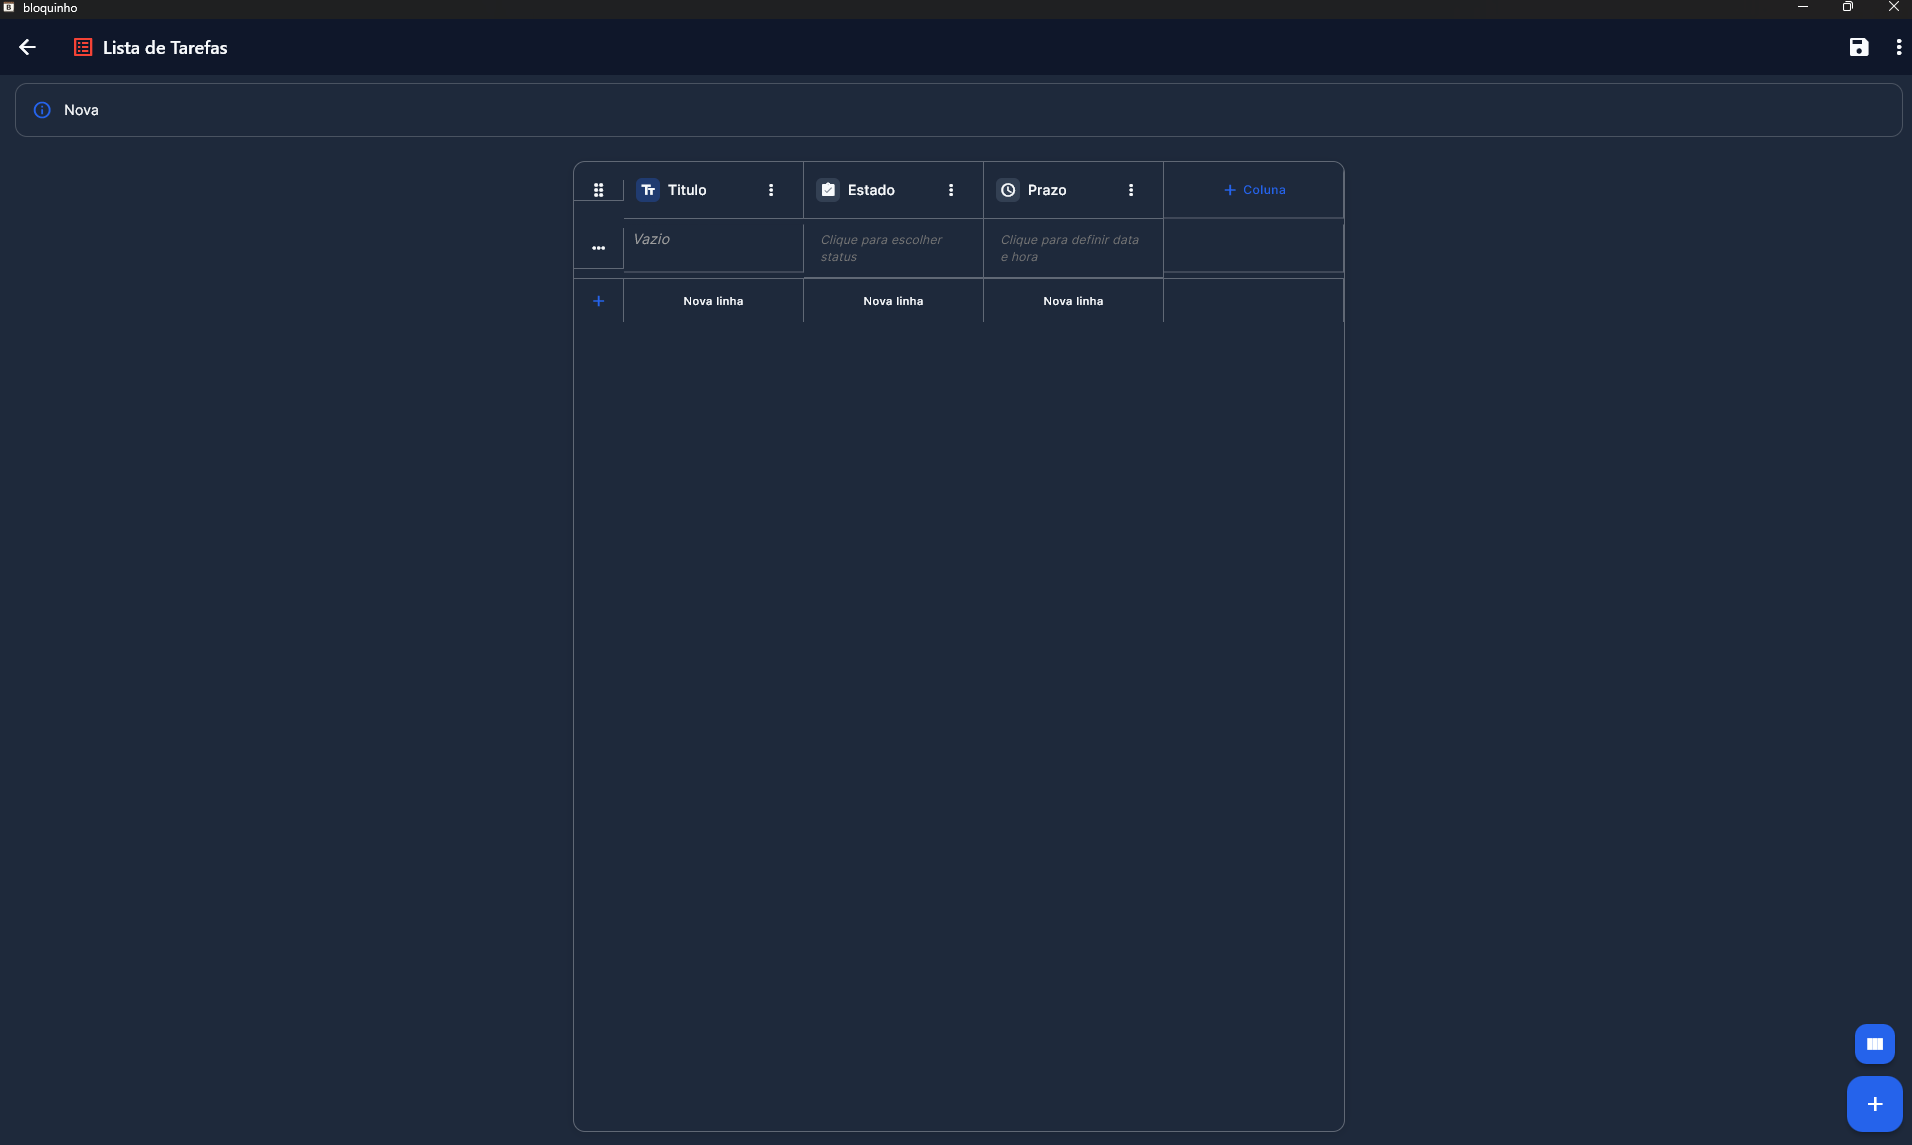 bloquinho
Lista de Tarefas
Nova
Titulo
Estado
Prazo
+ Coluna
Vazio
Clique para escolher
status
Clique para definir data
e hora
Nova linha
Nova linha
Nova linha